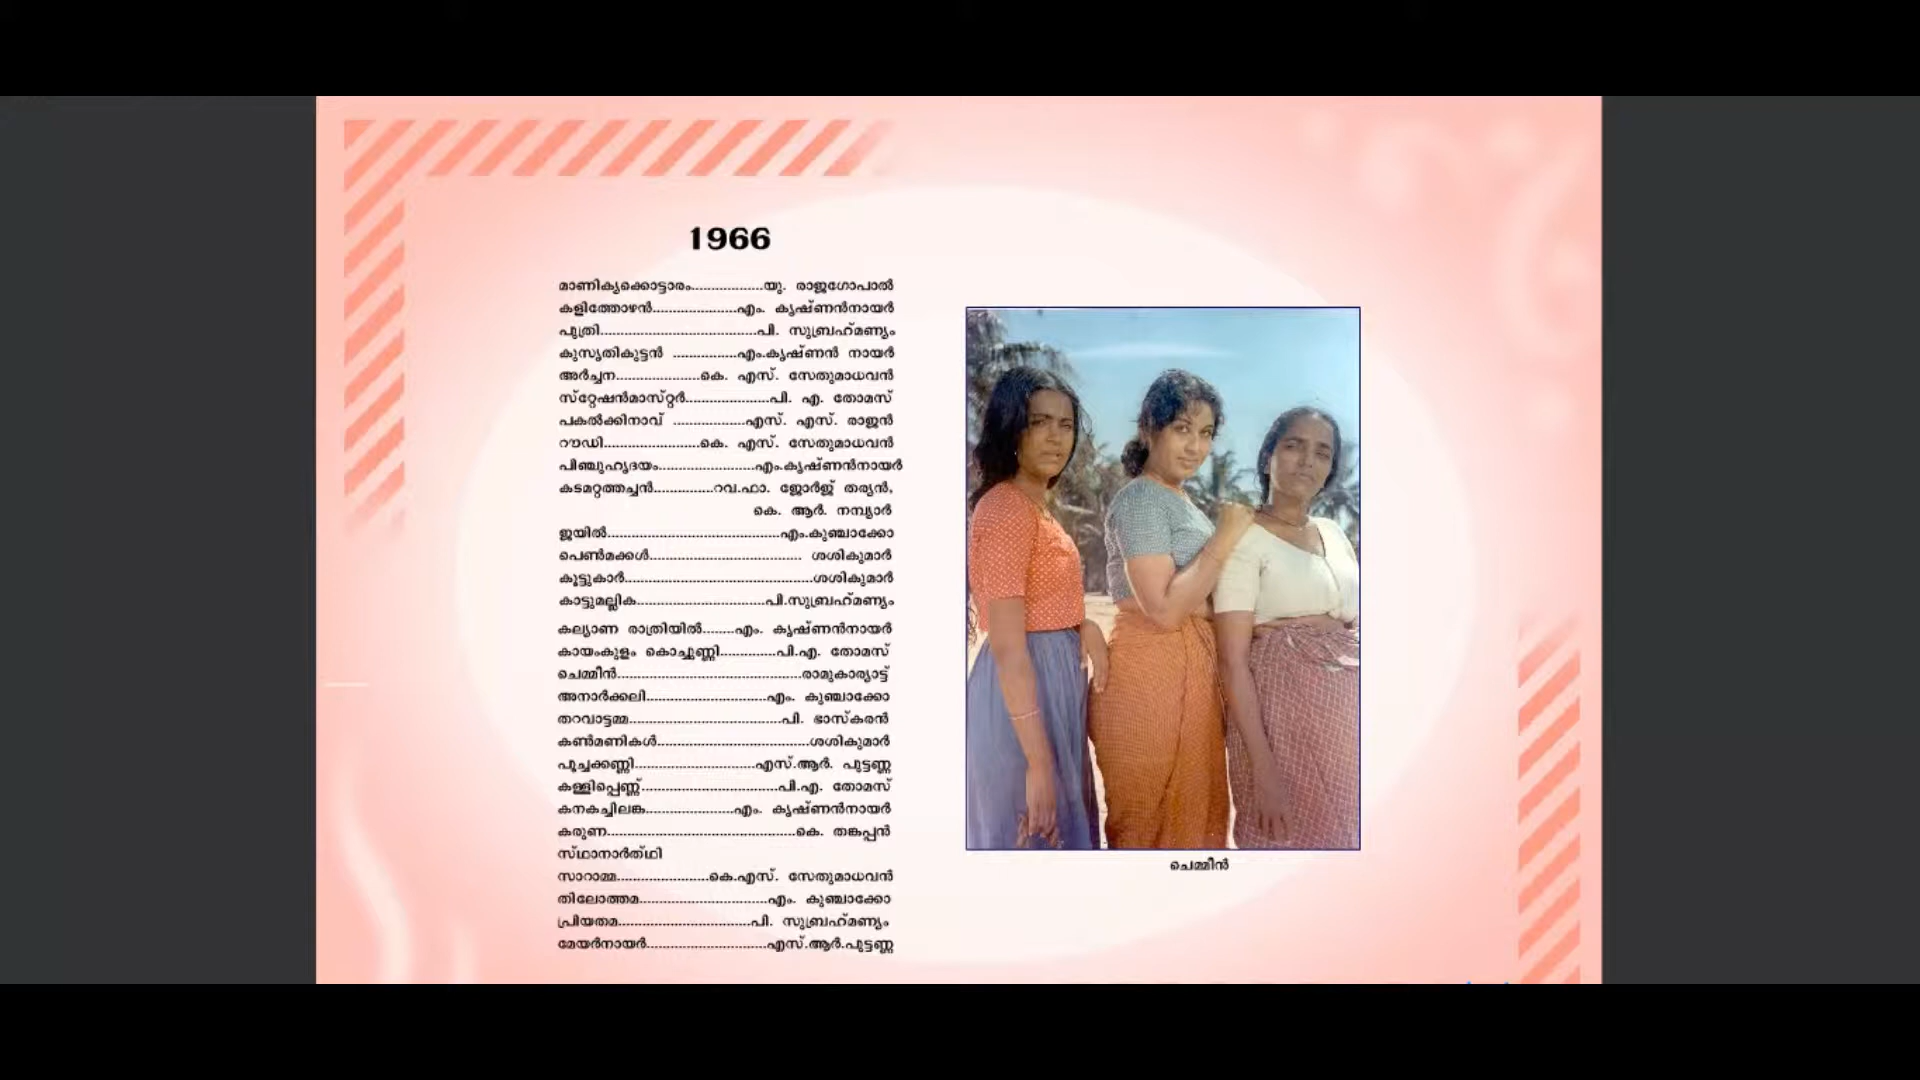 1966
മാണിക്യക്കൊട്ടാരം..................യു. രാജഗോപാൽ
കളിത്തോഴൻ.....................എം. കൃഷ്ണൻനായർ
പുത്രി.......................................പി. സുബ്രഹ്മണ്യം
കുസൃതികുട്ടൻ ................എം.കൃഷ്ണൻ നായർ
അർച്ചന.....................കെ. എസ്. സേതുമാധവൻ
സ്റ്റേഷൻമാസ്റ്റർ.....................പി. എ. തോമസ്
പകൽക്കിനാവ് ..................എസ്. എസ്. രാജൻ
റൗഡി........................കെ. എസ്. സേതുമാധവൻ
പിഞ്ചുഹൃദയം........................എം.കൃഷ്ണൻനായർ
കടമറ്റത്തച്ചൻ...............റവ.ഫാ. ജോർജ് തര്യൻ,
കെ. ആർ. നമ്പ്യാർ
ജയിൽ...........................................എം.കുഞ്ചാക്കോ
പെൺമക്കൾ...................................... ശശികുമാർ
കൂട്ടുകാർ...............................................ശശികുമാർ
കാട്ടുമല്ലിക................................പി.സുബ്രഹ്മണ്യം
കല്യാണ രാത്രിയിൽ........എം. കൃഷ്ണൻനായർ
കായംകുളം കൊച്ചുണ്ണി..............പി.എ. തോമസ്
ചെമ്മീൻ..............................................രാമുകാര്യാട്ട്
അനാർക്കലി..............................എം. കുഞ്ചാക്കോ
തറവാട്ടമ്മ......................................പി. ഭാസ്കരൻ
കൺമണികൾ......................................ശശികുമാർ
പൂച്ചക്കണ്ണി..............................എസ്.ആർ. പുട്ടണ്ണ
കള്ളിപ്പെണ്ണ്..................................പി.എ. തോമസ്
കനകച്ചിലങ്ക......................എം. കൃഷ്ണൻനായർ
കരുണ...............................................കെ. തങ്കപ്പൻ
സ്ഥാനാർത്ഥി
സാറാമ്മ.......................കെ.എസ്. സേതുമാധവൻ
തിലോത്തമ................................എം. കുഞ്ചാക്കോ
പ്രിയതമ.................................പി. സുബ്രഹ്മണ്യം
മേയർനായർ..............................എസ്.ആർ.പുട്ടണ്ണ
ചെമ്മീൻ